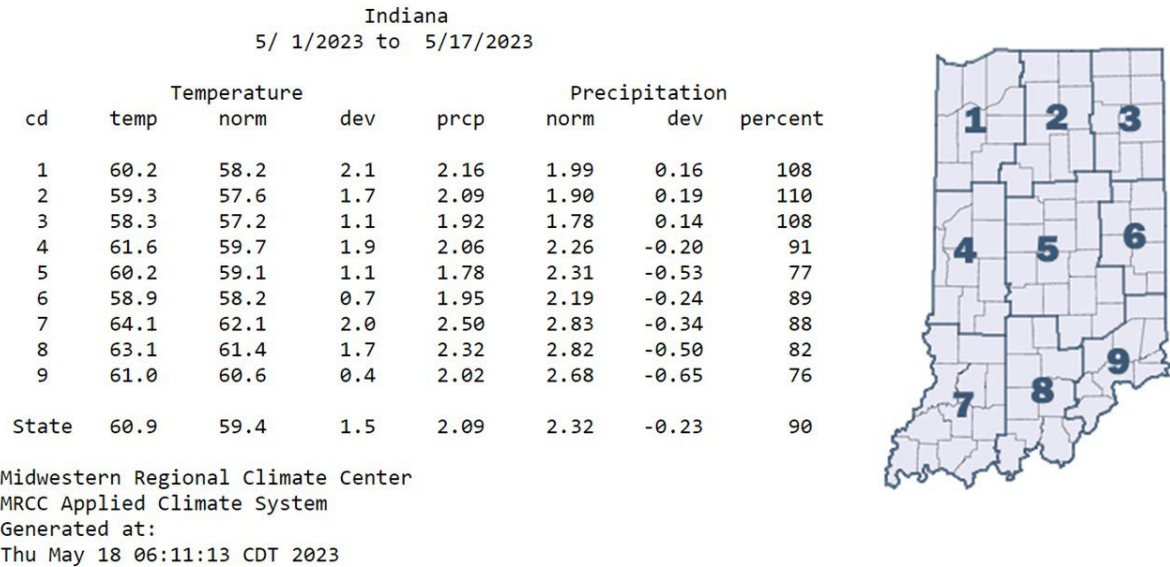 Indiana
5/ 1/2023 to 5/17/2023
Temperature Precipitation
cd temp norm dev prcp norm dev percent
1 60.2 58.2 2.1 2.16 1.99 0.16 108
2 59.3 57.6 1.7 2.09 1.90 0.19 110
3 58.3 57.2 1.1 1.92 1.78 0.14 108
4 61.6 59.7 1.9 2.06 2.26 -0.20 91
5 60.2 59.1 1.1 1.78 2.31 -0.53 77
6 58.9 58.2 0.7 1.95 2.19 -0.24 89
7 64.1 62.1 2.0 2.50 2.83 -0.34 88
8 63.1 61.4 1.7 2.32 2.82 -0.50 82
9 61.0 60.6 0.4 2.02 2.68 -0.65 76
State 60.9 59.4 1.5 2.09 2.32 -0.23 90
Midwestern Regional Climate Center
MRCC Applied Climate System
Generated at:
Thu May 18 06:11:13 CDT 2023
1 2 3
4 5 6
7 8 9